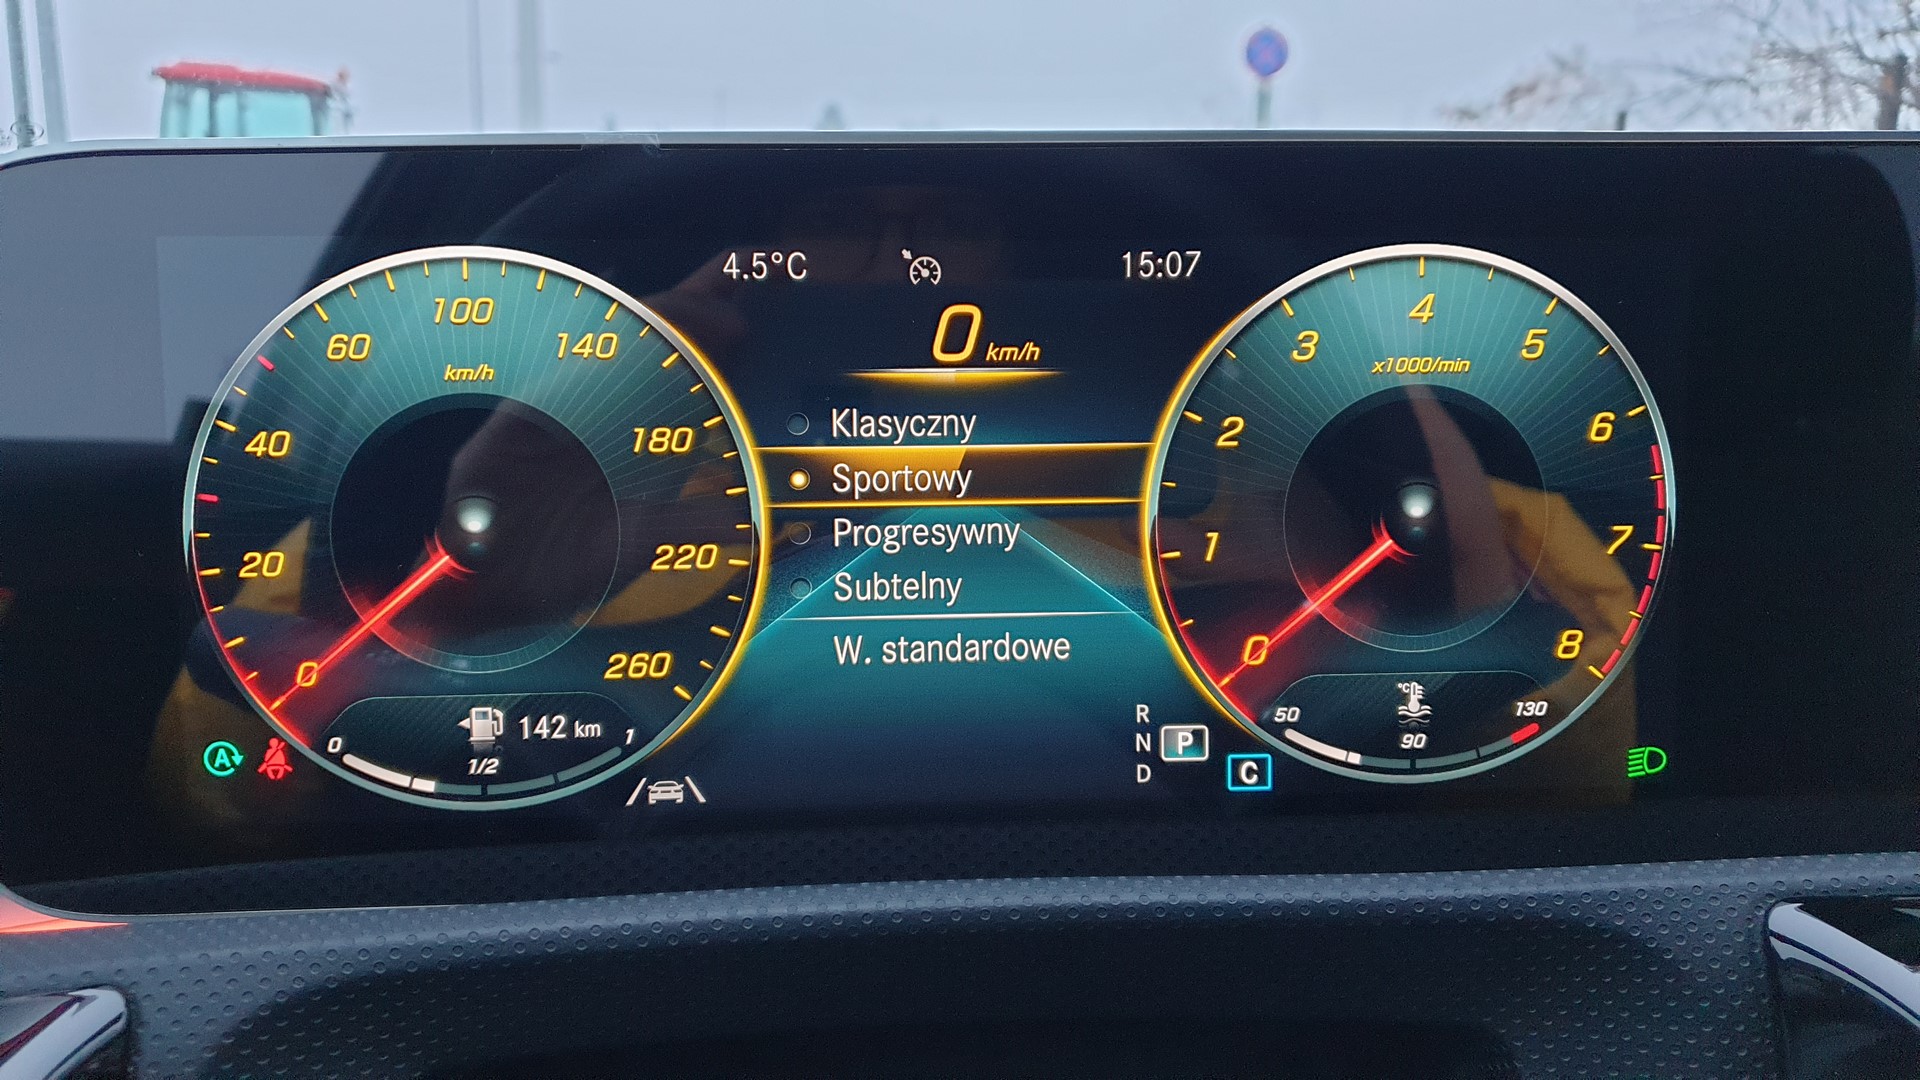 4.5°C
15:07
0 km/h
Klasyczny
Sportowy
Progresywny
Subtelny
W. standardowe
0
20
40
60
100
140
180
220
260
km/h
142 km
0
1/2
1
A
0
1
2
3
4
5
6
7
8
x1000/min
°C
50
90
130
R
N
P
D
C